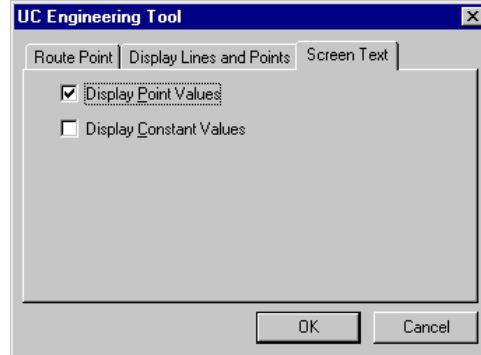 UC Engineering Tool
Route Point Display Lines and Points Screen Text
Display Point Values
Display Constant Values
OK Cancel